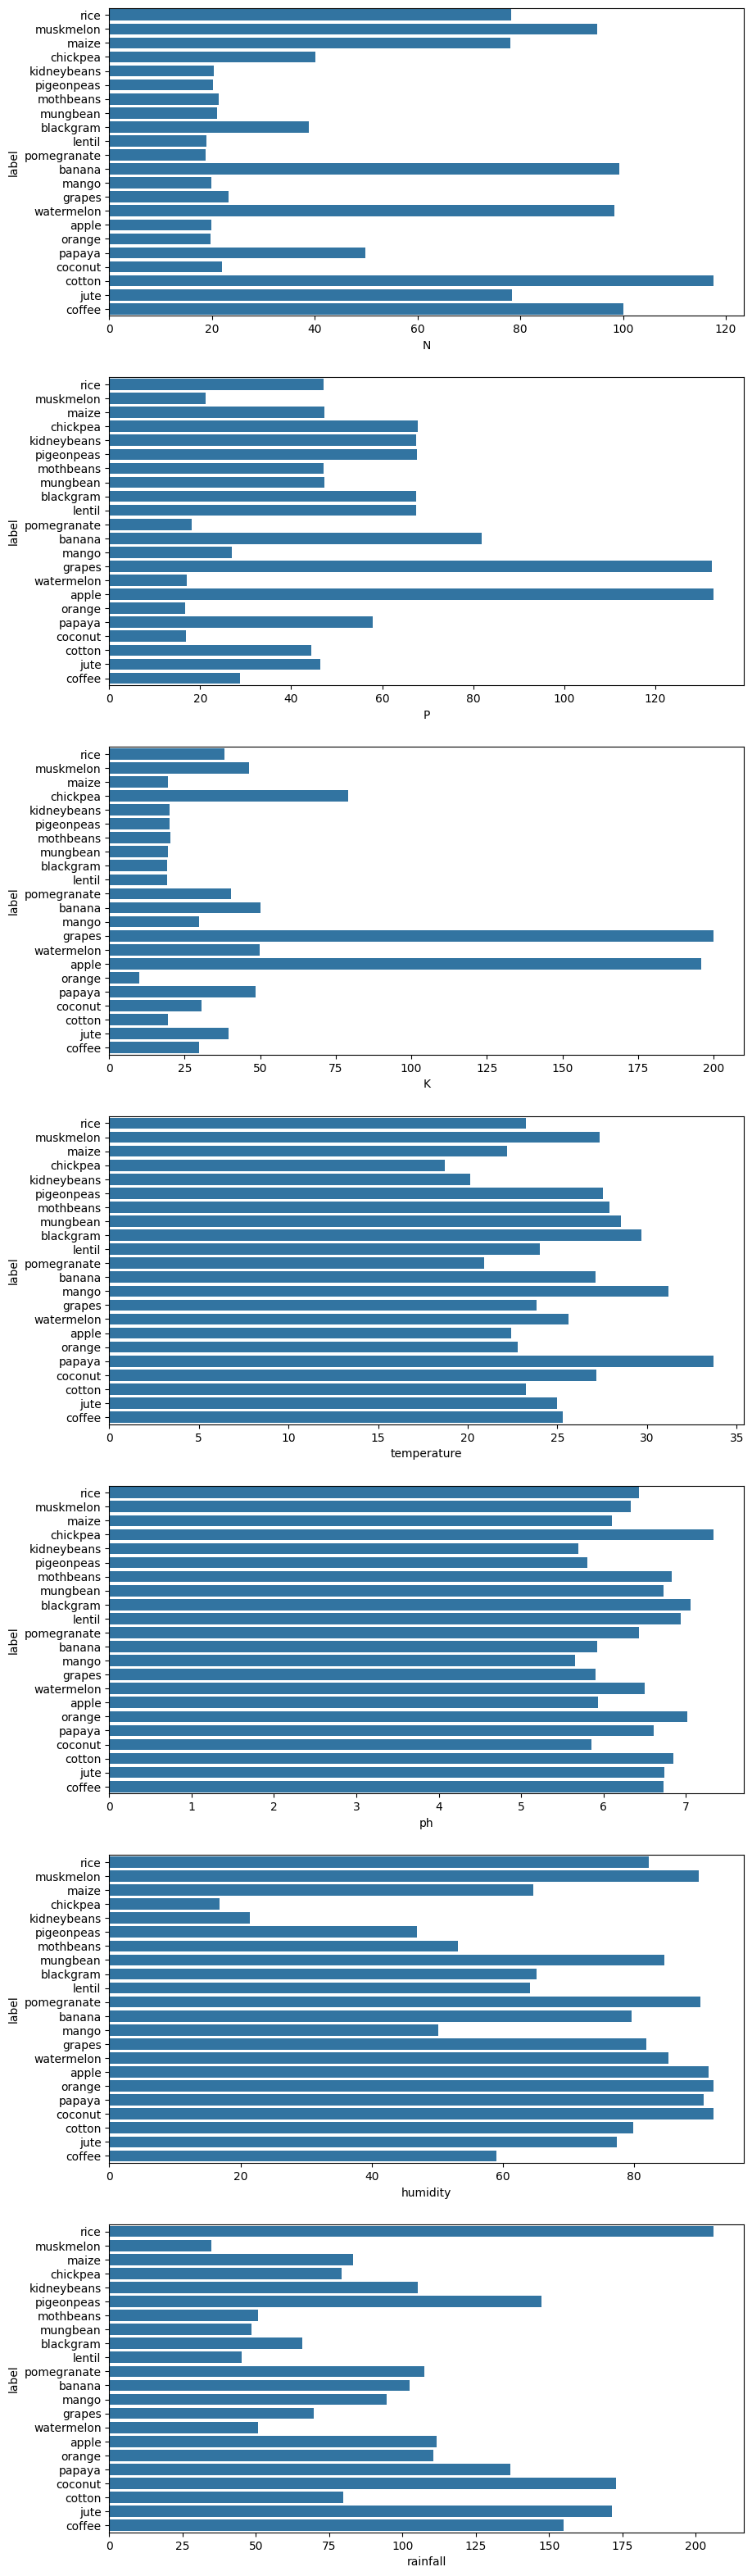 rice
muskmelon
maize
chickpea
kidneybeans
pigeonpeas
mothbeans
mungbean
blackgram
lentil
label
pomegranate
banana
mango
grapes
watermelon
apple
orange
papaya
coconut
cotton
jute
coffee
0 20 40 60 80 100 120
N
rice
muskmelon
maize
chickpea
kidneybeans
pigeonpeas
mothbeans
mungbean
blackgram
lentil
label
pomegranate
banana
mango
grapes
watermelon
apple
orange
papaya
coconut
cotton
jute
coffee
0 20 40 60 80 100 120
P
rice
muskmelon
maize
chickpea
kidneybeans
pigeonpeas
mothbeans
mungbean
blackgram
lentil
label
pomegranate
banana
mango
grapes
watermelon
apple
orange
papaya
coconut
cotton
jute
coffee
0 25 50 75 100 125 150 175 200
K
rice
muskmelon
maize
chickpea
kidneybeans
pigeonpeas
mothbeans
mungbean
blackgram
lentil
label
pomegranate
banana
mango
grapes
watermelon
apple
orange
papaya
coconut
cotton
jute
coffee
0 5 10 15 20 25 30 35
temperature
rice
muskmelon
maize
chickpea
kidneybeans
pigeonpeas
mothbeans
mungbean
blackgram
lentil
label
pomegranate
banana
mango
grapes
watermelon
apple
orange
papaya
coconut
cotton
jute
coffee
0 1 2 3 4 5 6 7
ph
rice
muskmelon
maize
chickpea
kidneybeans
pigeonpeas
mothbeans
mungbean
blackgram
lentil
label
pomegranate
banana
mango
grapes
watermelon
apple
orange
papaya
coconut
cotton
jute
coffee
0 20 40 60 80
humidity
rice
muskmelon
maize
chickpea
kidneybeans
pigeonpeas
mothbeans
mungbean
blackgram
lentil
label
pomegranate
banana
mango
grapes
watermelon
apple
orange
papaya
coconut
cotton
jute
coffee
0 25 50 75 100 125 150 175 200
rainfall